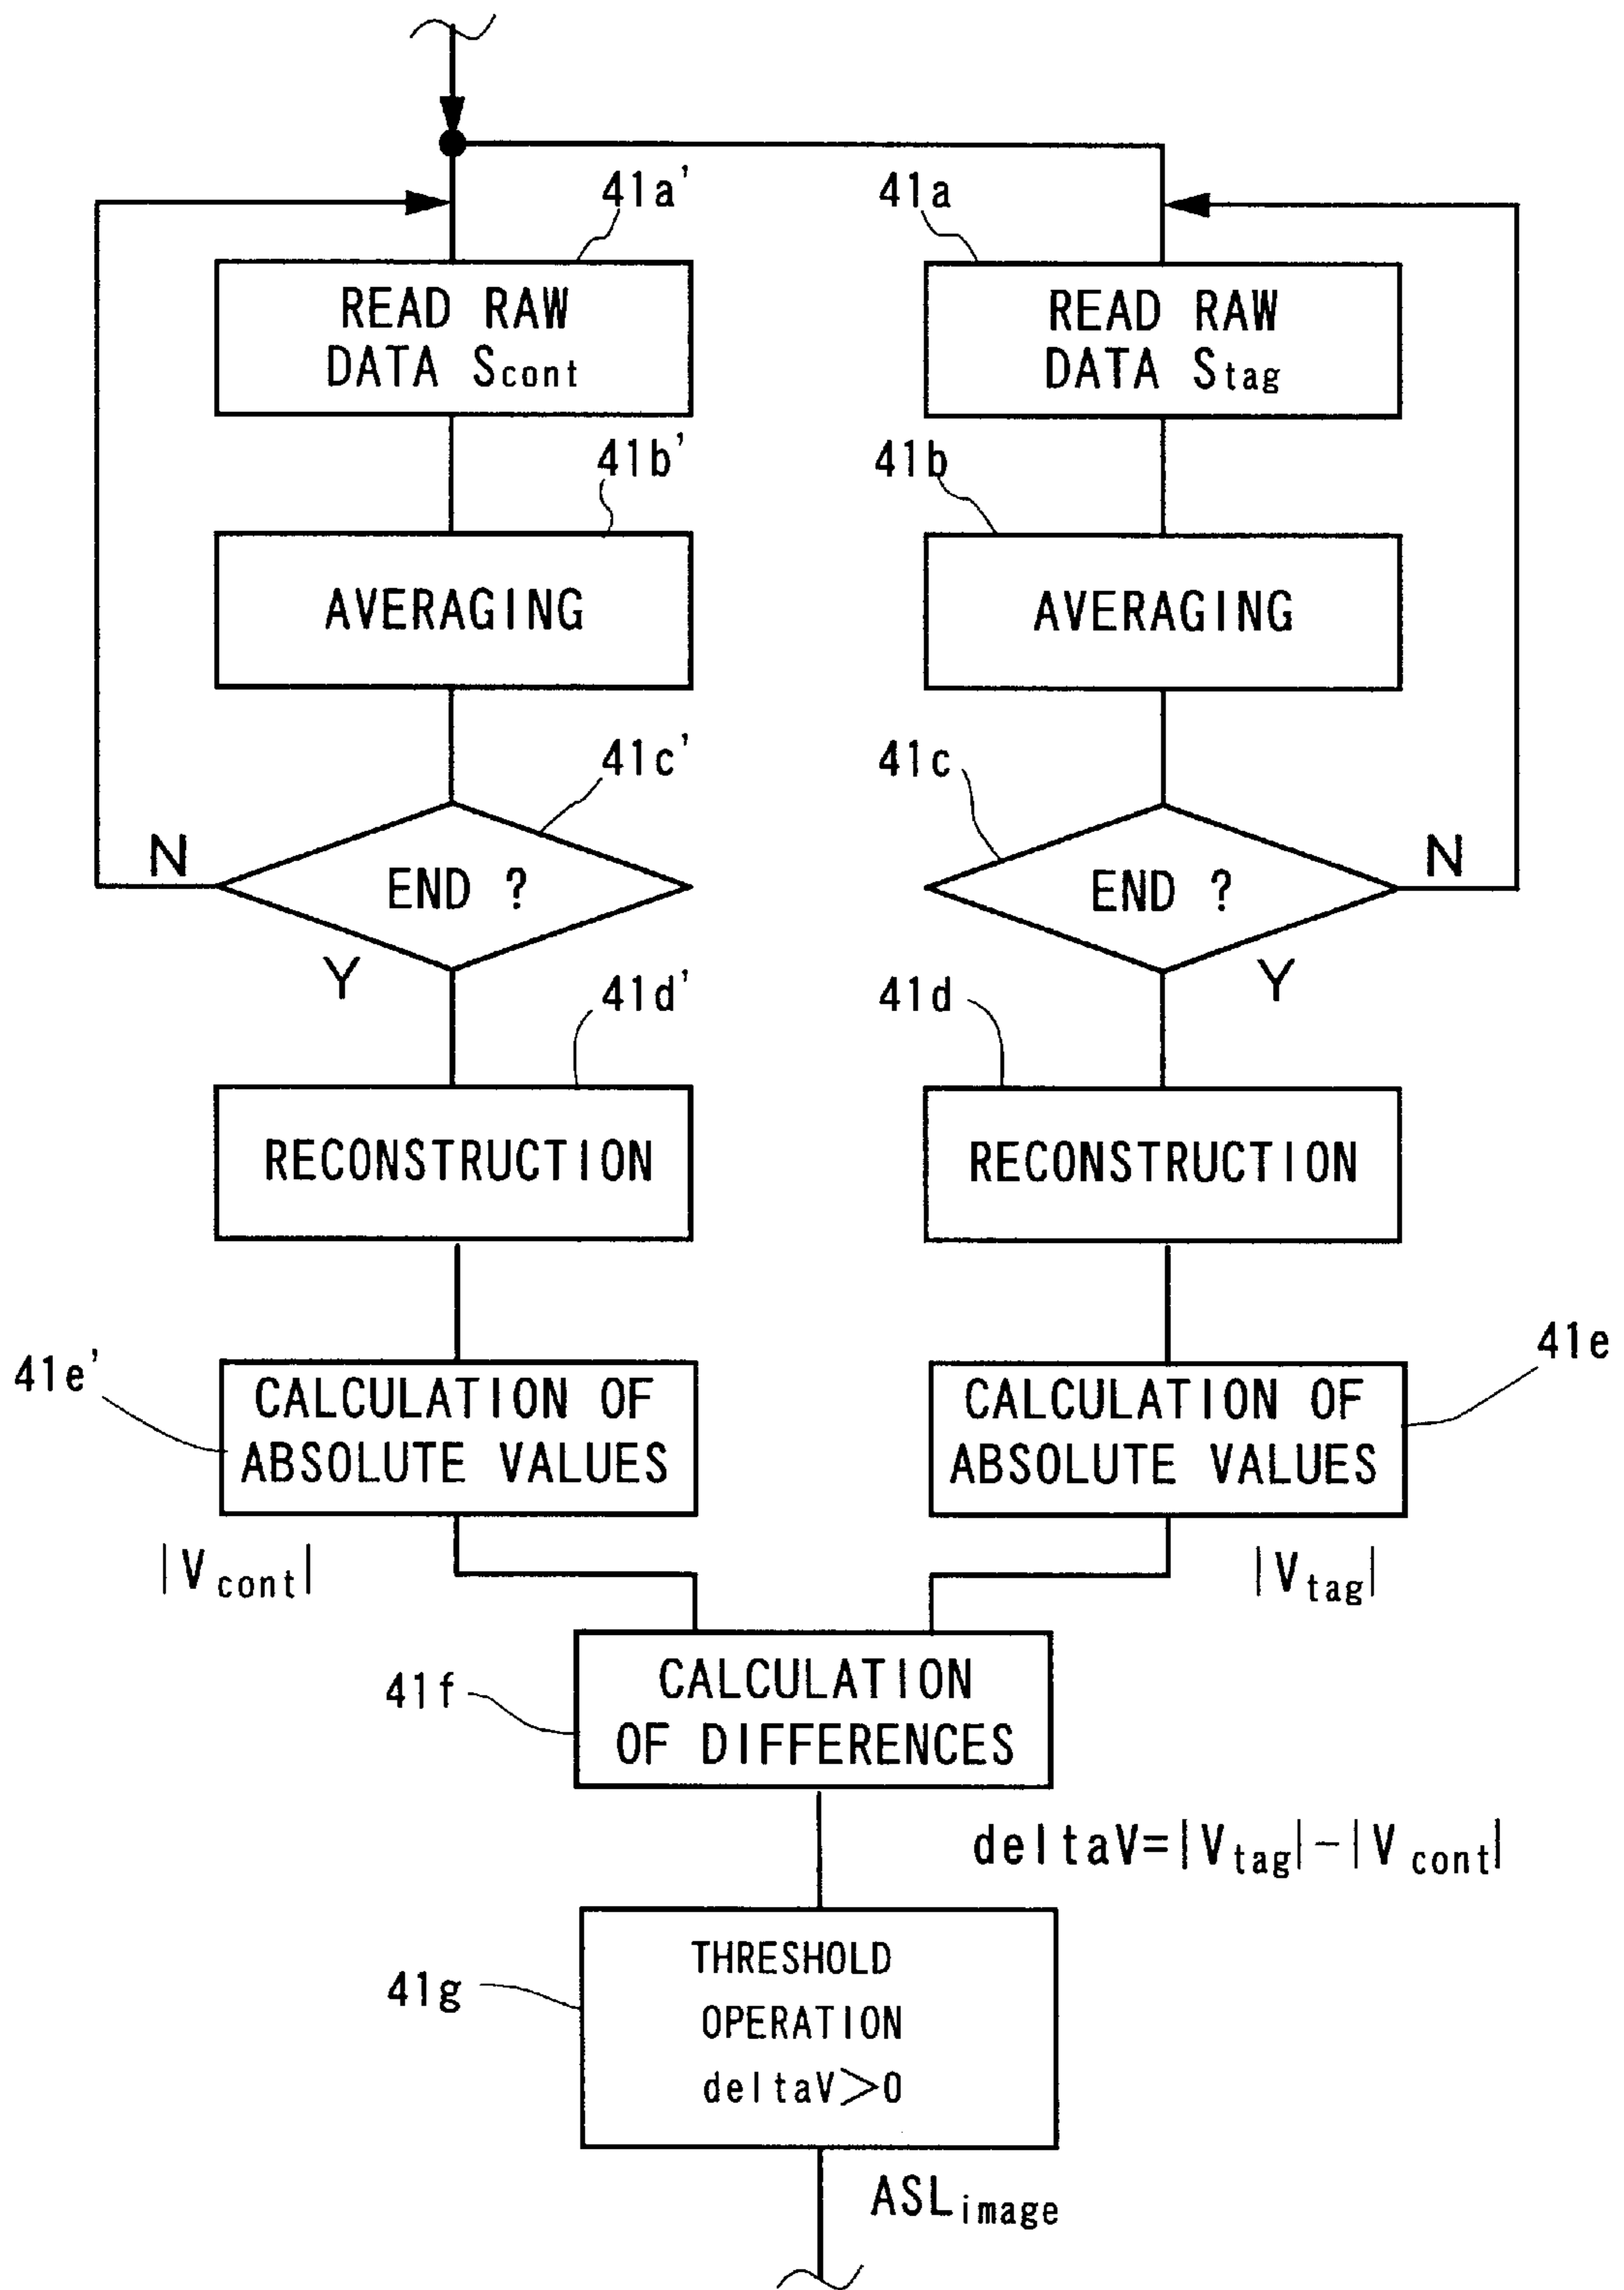 41a' 41a
READ RAW
DATA Scont
READ RAW
DATA Stag
41b' 41b
AVERAGING
AVERAGING
41c' 41c
N END ? END ? N
Y Y
41d' 41d
RECONSTRUCTION
RECONSTRUCTION
41e' 41e
CALCULATION OF
ABSOLUTE VALUES
CALCULATION OF
ABSOLUTE VALUES
|Vcont| |Vtag|
41f
CALCULATION
OF DIFFERENCES
deltaV=|Vtag|-|Vcont|
41g
THRESHOLD
OPERATION
deltaV>0
ASLimage